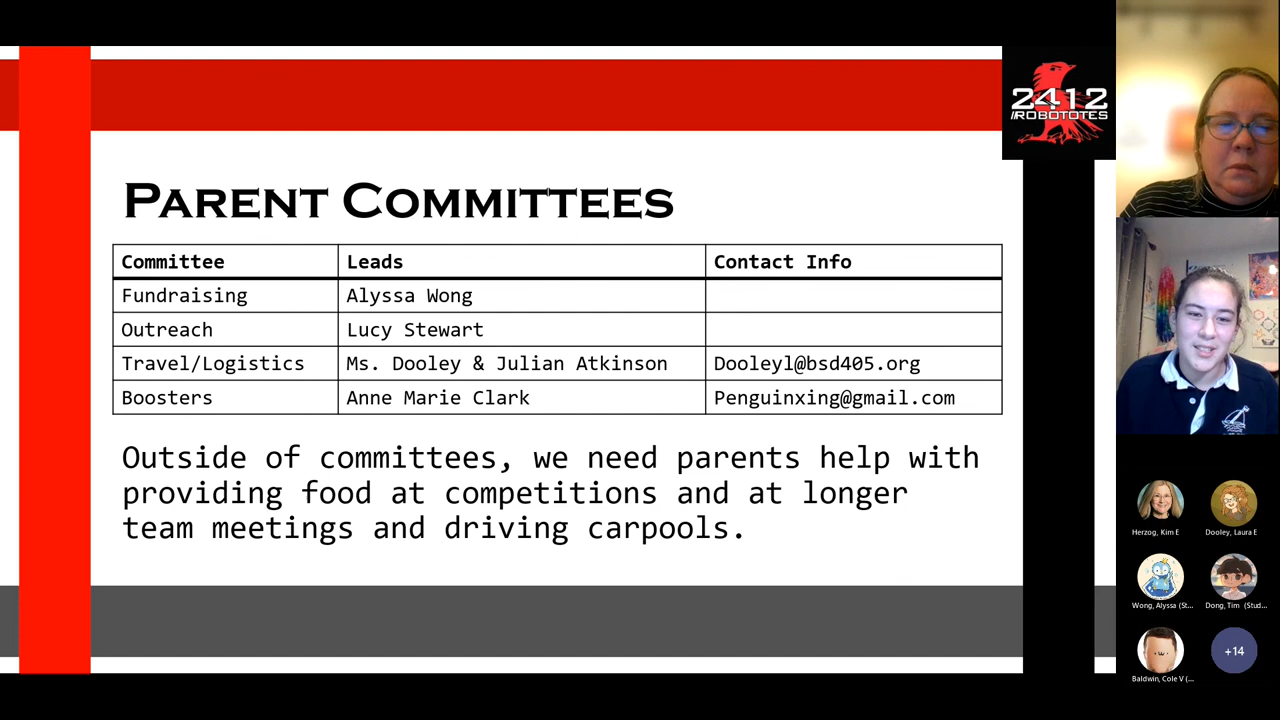 2412
//ROBOTOTES
PARENT COMMITTEES
Committee Leads Contact Info
Fundraising Alyssa Wong
Outreach Lucy Stewart
Travel/Logistics Ms. Dooley & Julian Atkinson Dooleyl@bsd405.org
Boosters Anne Marie Clark Penguinxing@gmail.com
Outside of committees, we need parents help with
providing food at competitions and at longer
team meetings and driving carpools.
Herzog, Kim E Dooley, Laura E
Wong, Alyssa (St... Dong, Tim (Stud...
+14
Baldwin, Cole V (...